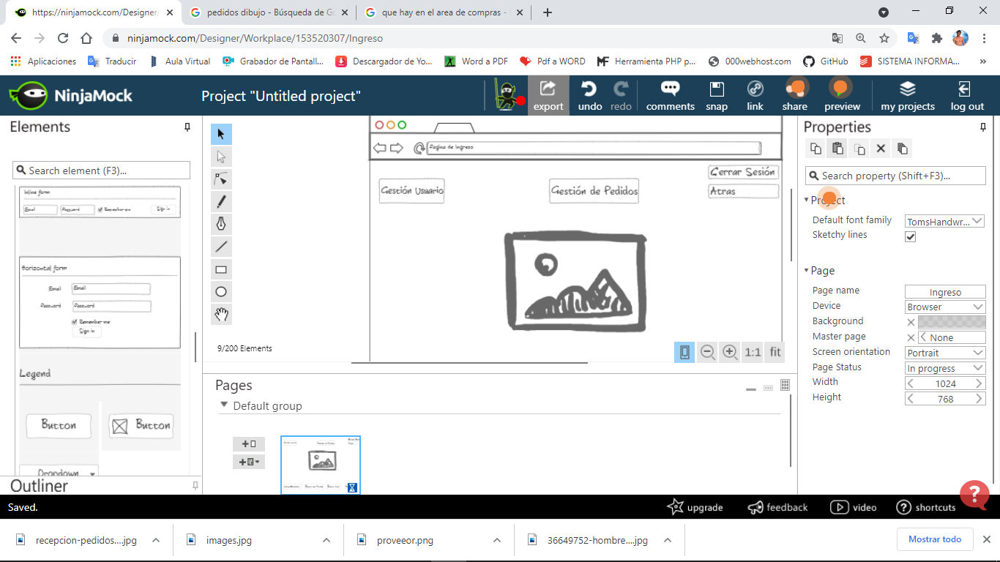 https://ninjamock.com/Designer/
pedidos dibujo - Búsqueda de Go
que hay en el area de compras -
ninjamock.com/Designer/Workplace/153520307/Ingreso
Aplicaciones
Traducir
Aula Virtual
Grabador de Pantall...
Descargador de Yo...
Word a PDF
Pdf a WORD
Herramienta PHP p...
000webhost.com
GitHub
SISTEMA INFORMA...
»
NinjaMock
Project "Untitled project"
export
undo
redo
comments
snap
link
share
preview
my projects
log out
Elements
Search element (F3)...
Inline form
Email
Password
Remember me
Sign in
Horizontal form
Email
Email
Password
Password
Remember me
Sign in
Legend
Button
Button
Dropdown
Outliner
Pagina de Ingreso
Cerrar Sesión
Gestión Usuario
Gestión de Pedidos
Atras
9/200 Elements
1:1
fit
Pages
Default group
Properties
Search property (Shift+F3)...
Project
Default font family
TomsHandwr...
Sketchy lines
Page
Page name
Ingreso
Device
Browser
Background
Master page
None
Screen orientation
Portrait
Page Status
In progress
Width
1024
Height
768
Saved.
upgrade
feedback
video
shortcuts
?
recepcion-pedidos....jpg
images.jpg
proveeor.png
36649752-hombre....jpg
Mostrar todo